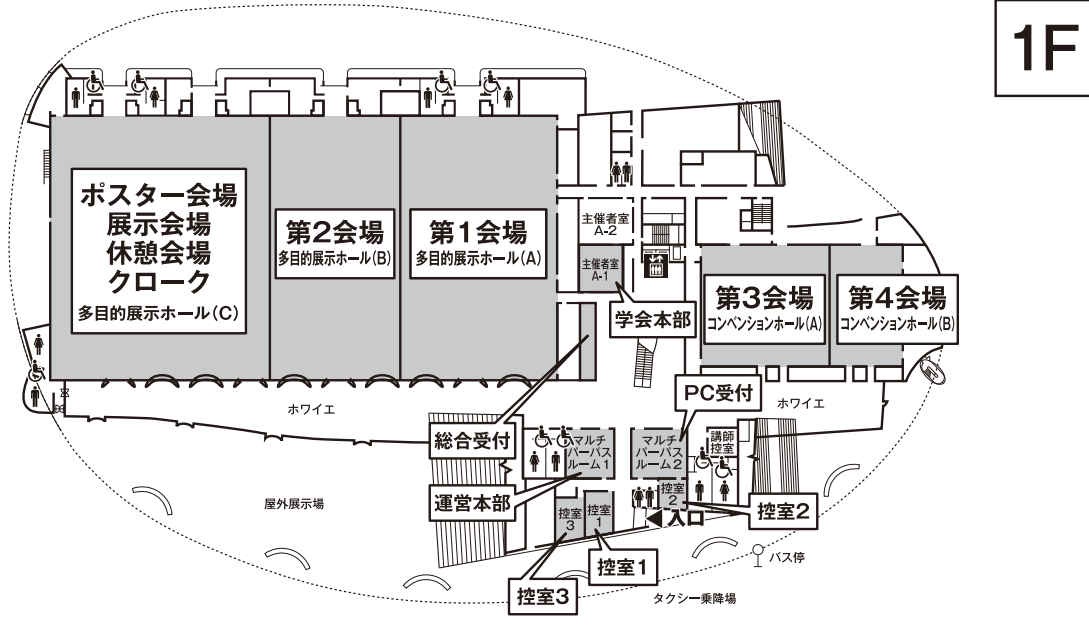 1F
ポスター会場
展示会場
休憩会場
クローク
多目的展示ホール(C)
第2会場
多目的展示ホール(B)
第1会場
多目的展示ホール(A)
主催者室
A-2
主催者室
A-1
学会本部
第3会場
コンベンションホール(A)
第4会場
コンベンションホール(B)
ホワイエ
PC受付
ホワイエ
総合受付
マルチ
パーパス
ルーム1
マルチ
パーパス
ルーム2
講師
控室
運営本部
屋外展示場
控室
3
控室
1
控室
2
控室2
入口
控室1
控室3
バス停
タクシー乗降場